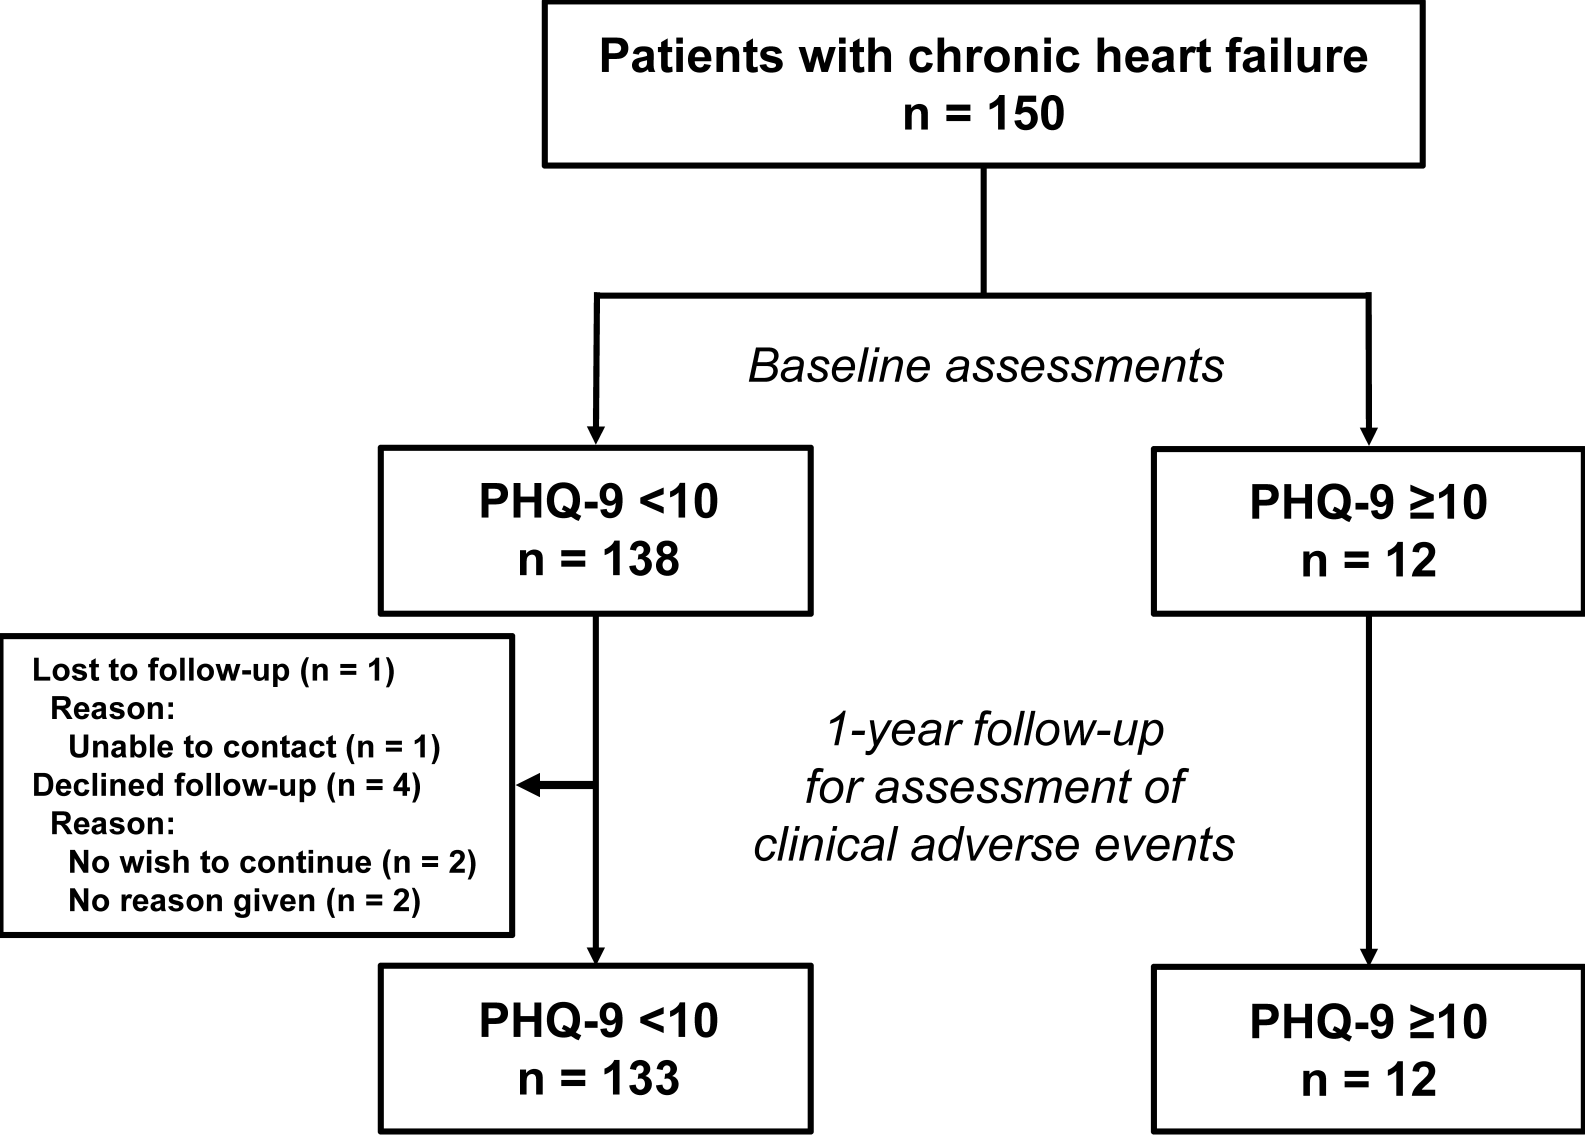 Patients with chronic heart failure
n = 150
Baseline assessments
PHQ-9 <10
n = 138
PHQ-9 ≥10
n = 12
Lost to follow-up (n = 1)
Reason:
Unable to contact (n = 1)
Declined follow-up (n = 4)
Reason:
No wish to continue (n = 2)
No reason given (n = 2)
1-year follow-up
for assessment of
clinical adverse events
PHQ-9 <10
n = 133
PHQ-9 ≥10
n = 12